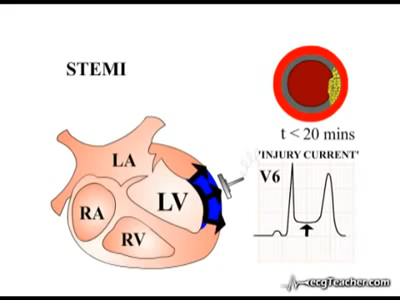 STEMI
t < 20 mins
'INJURY CURRENT'
V6
LA
LV
RA
RV
ecgTeacher.com